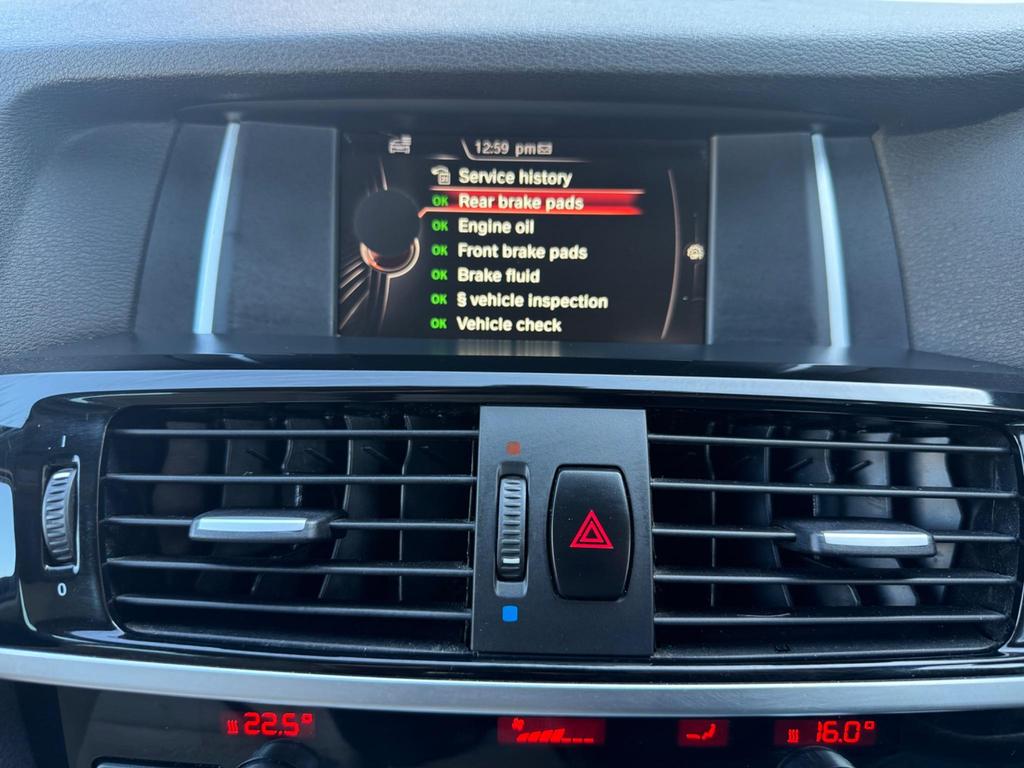 12:59 pm
Service history
OK Rear brake pads
OK Engine oil
OK Front brake pads
OK Brake fluid
OK § vehicle inspection
OK Vehicle check
I
0
22.5°
16.0°